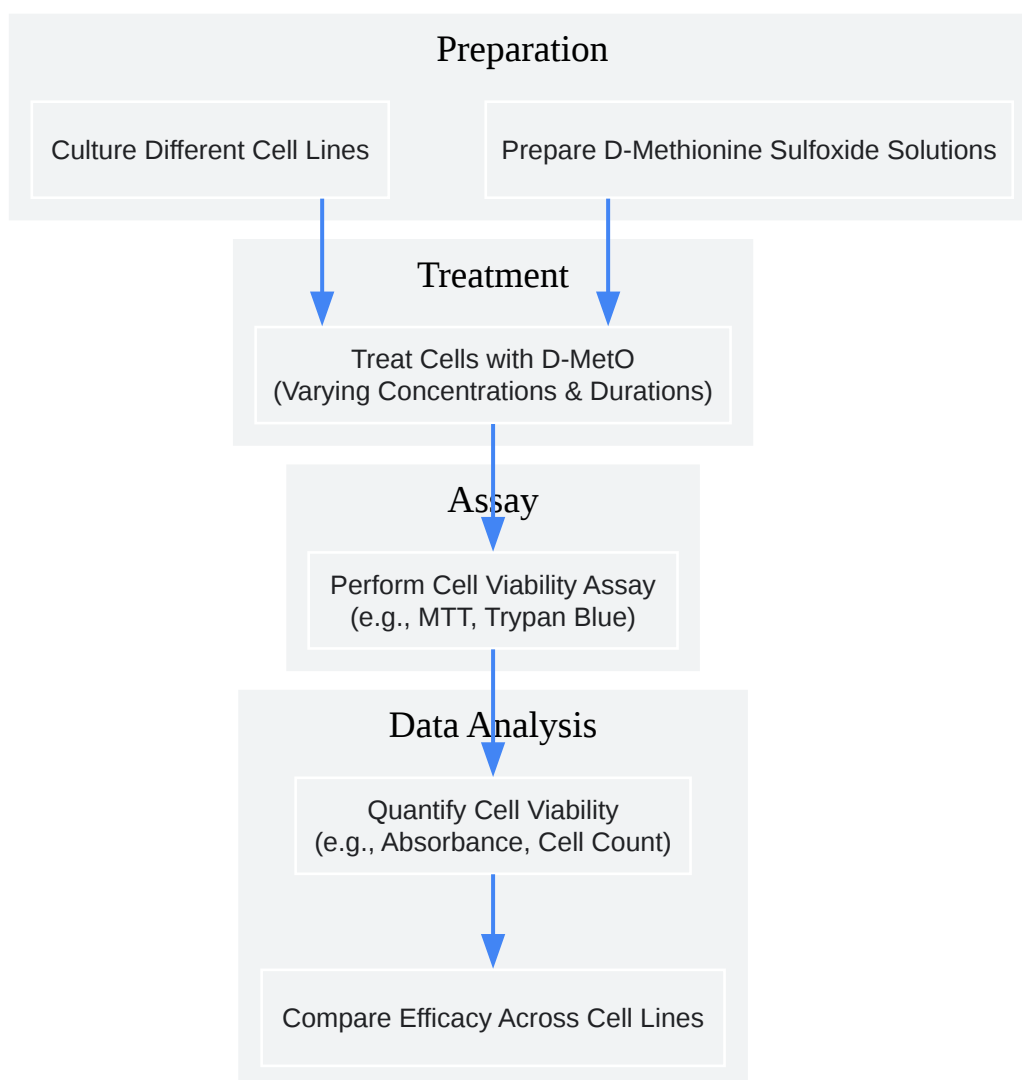 Preparation
Culture Different Cell Lines
Prepare D-Methionine Sulfoxide Solutions
Treatment
Treat Cells with D-MetO
(Varying Concentrations & Durations)
Assay
Perform Cell Viability Assay
(e.g., MTT, Trypan Blue)
Data Analysis
Quantify Cell Viability
(e.g., Absorbance, Cell Count)
Compare Efficacy Across Cell Lines